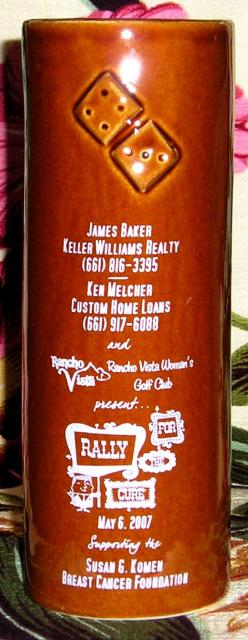 JAMES BAKER
KELLER WILLIAMS REALTY
(661) 816-3395
KEN MELCHER
CUSTOM HOME LOANS
(661) 917-6088
and
Rancho Vista
Rancho Vista Women's
Golf Club
present...
RALLY
FOR
THE
CURE
MAY 6, 2007
Supporting the
SUSAN G. KOMEN
BREAST CANCER FOUNDATION